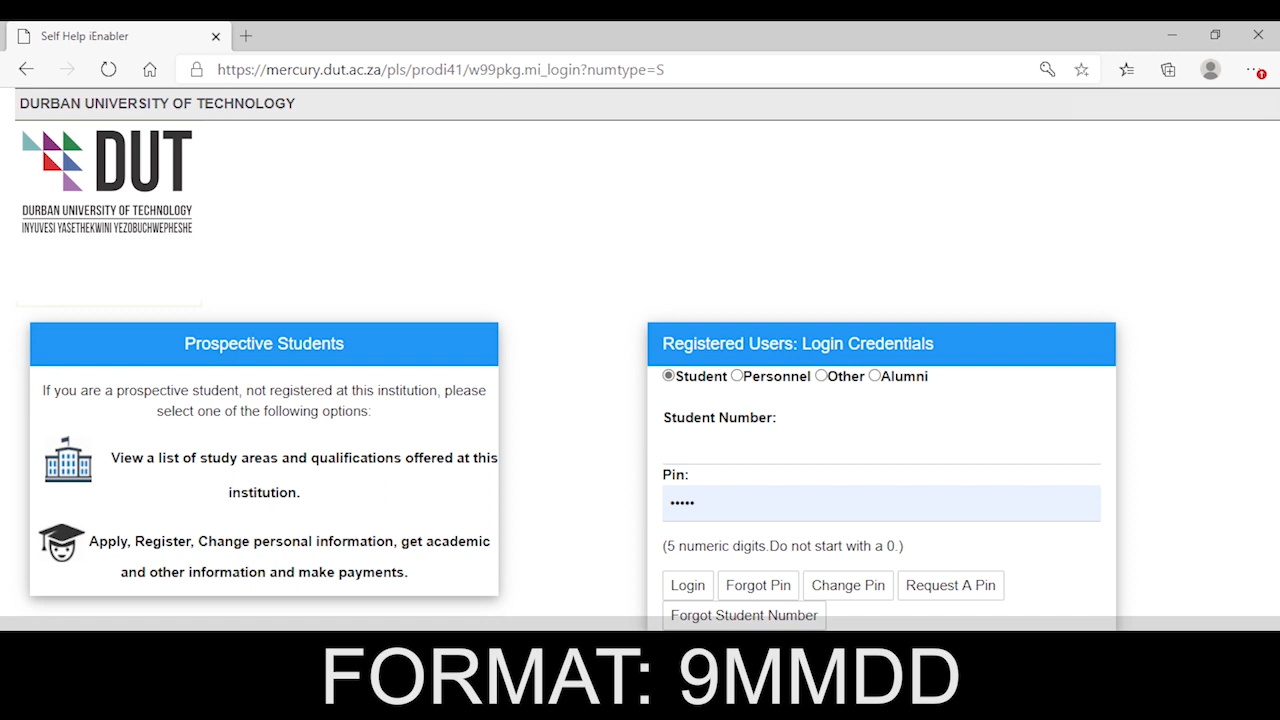 Self Help iEnabler
https://mercury.dut.ac.za/pls/prodi41/w99pkg.mi_login?numtype=S
DURBAN UNIVERSITY OF TECHNOLOGY
DUT
DURBAN UNIVERSITY OF TECHNOLOGY
INYUVESI YASETHEKWINI YEZOBUCHWEPHESHE
Prospective Students
If you are a prospective student, not registered at this institution, please
select one of the following options:
View a list of study areas and qualifications offered at this
institution.
Apply, Register, Change personal information, get academic
and other information and make payments.
Registered Users: Login Credentials
Student Personnel Other Alumni
Student Number:
Pin:
•••••
(5 numeric digits.Do not start with a 0.)
Login Forgot Pin Change Pin Request A Pin
Forgot Student Number
FORMAT: 9MMDD